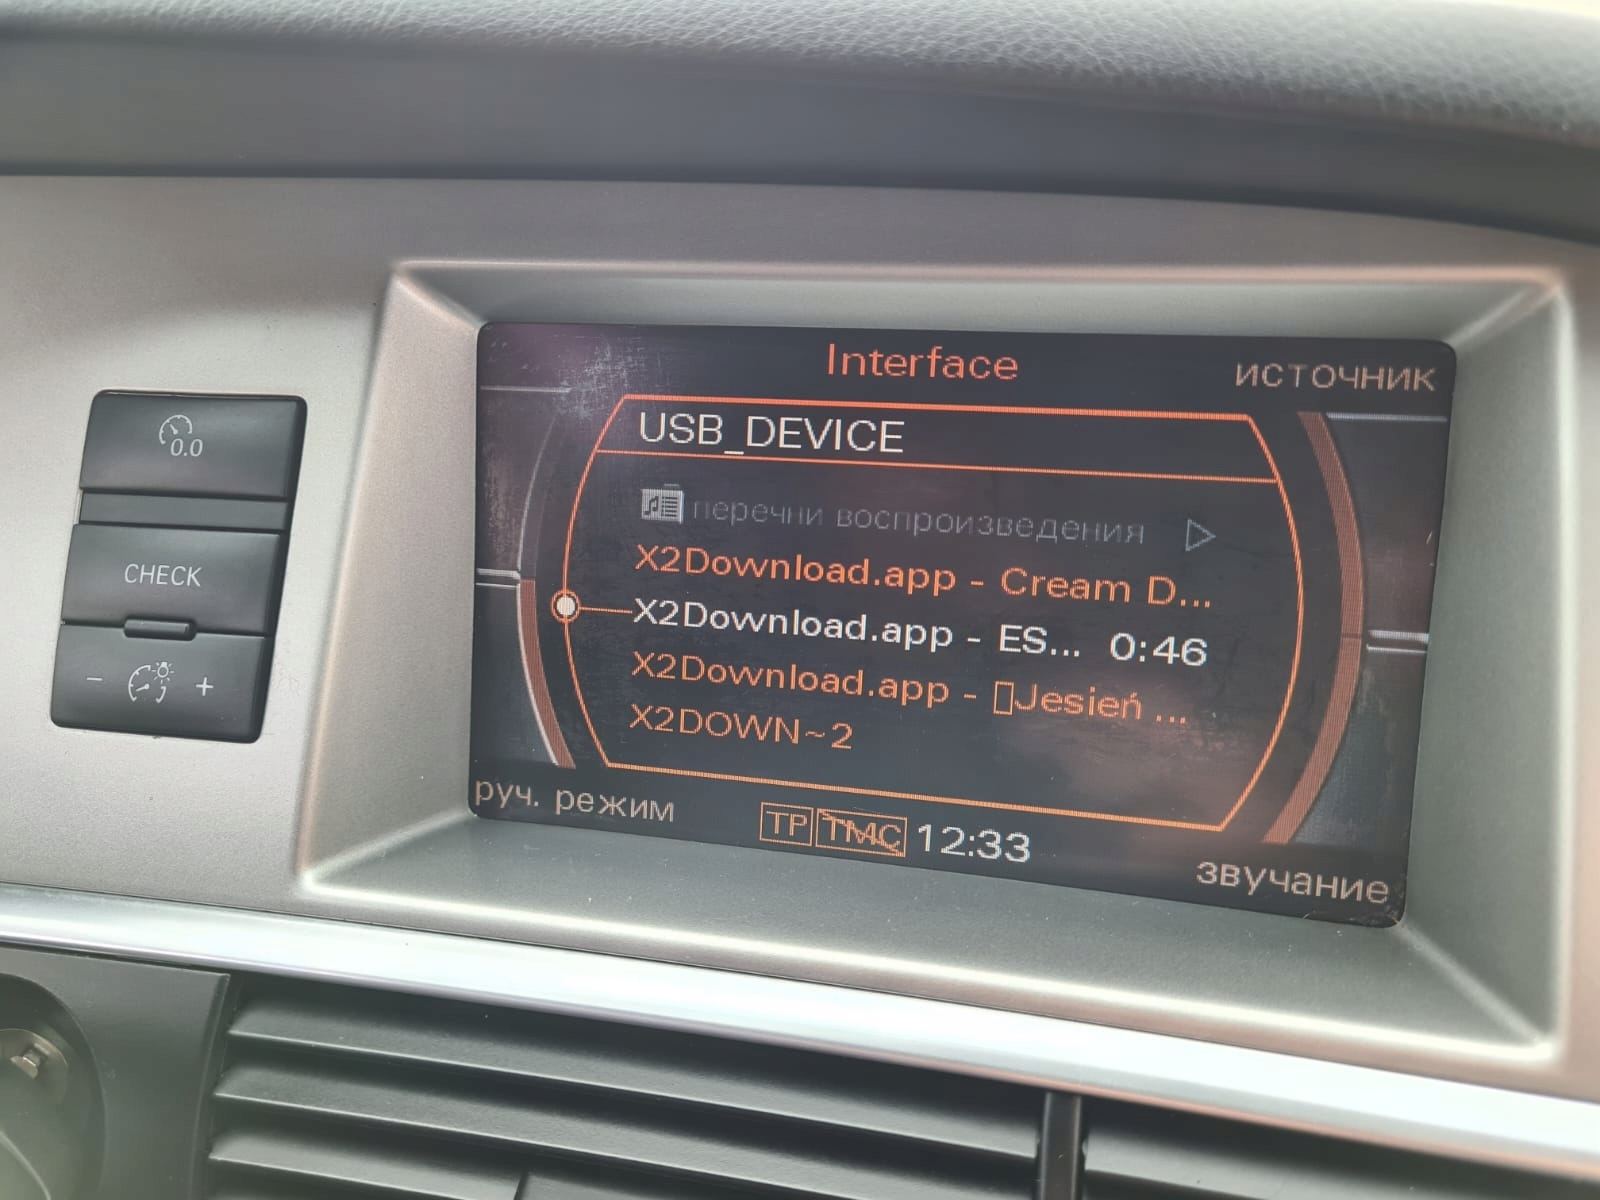 Interface
источник
USB_DEVICE
перечни воспроизведения
X2Download.app - Cream D...
X2Download.app - ES... 0:46
X2Download.app - ▯Jesień ...
X2DOWN~2
руч. режим
TP TMC 12:33
звучание
0.0
CHECK
- +